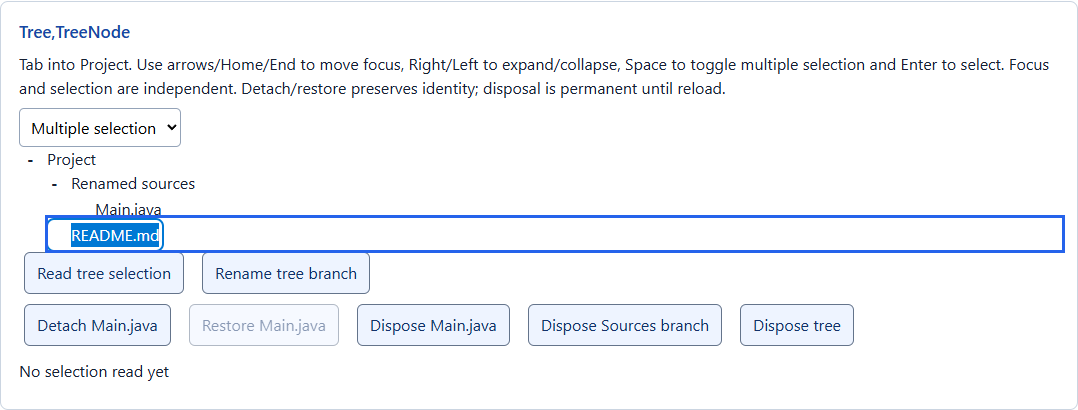 Tree,TreeNode
Tab into Project. Use arrows/Home/End to move focus, Right/Left to expand/collapse, Space to toggle multiple selection and Enter to select. Focus
and selection are independent. Detach/restore preserves identity; disposal is permanent until reload.
Multiple selection
- Project
- Renamed sources
Main.java
README.md
Read tree selection Rename tree branch
Detach Main.java Restore Main.java Dispose Main.java Dispose Sources branch Dispose tree
No selection read yet